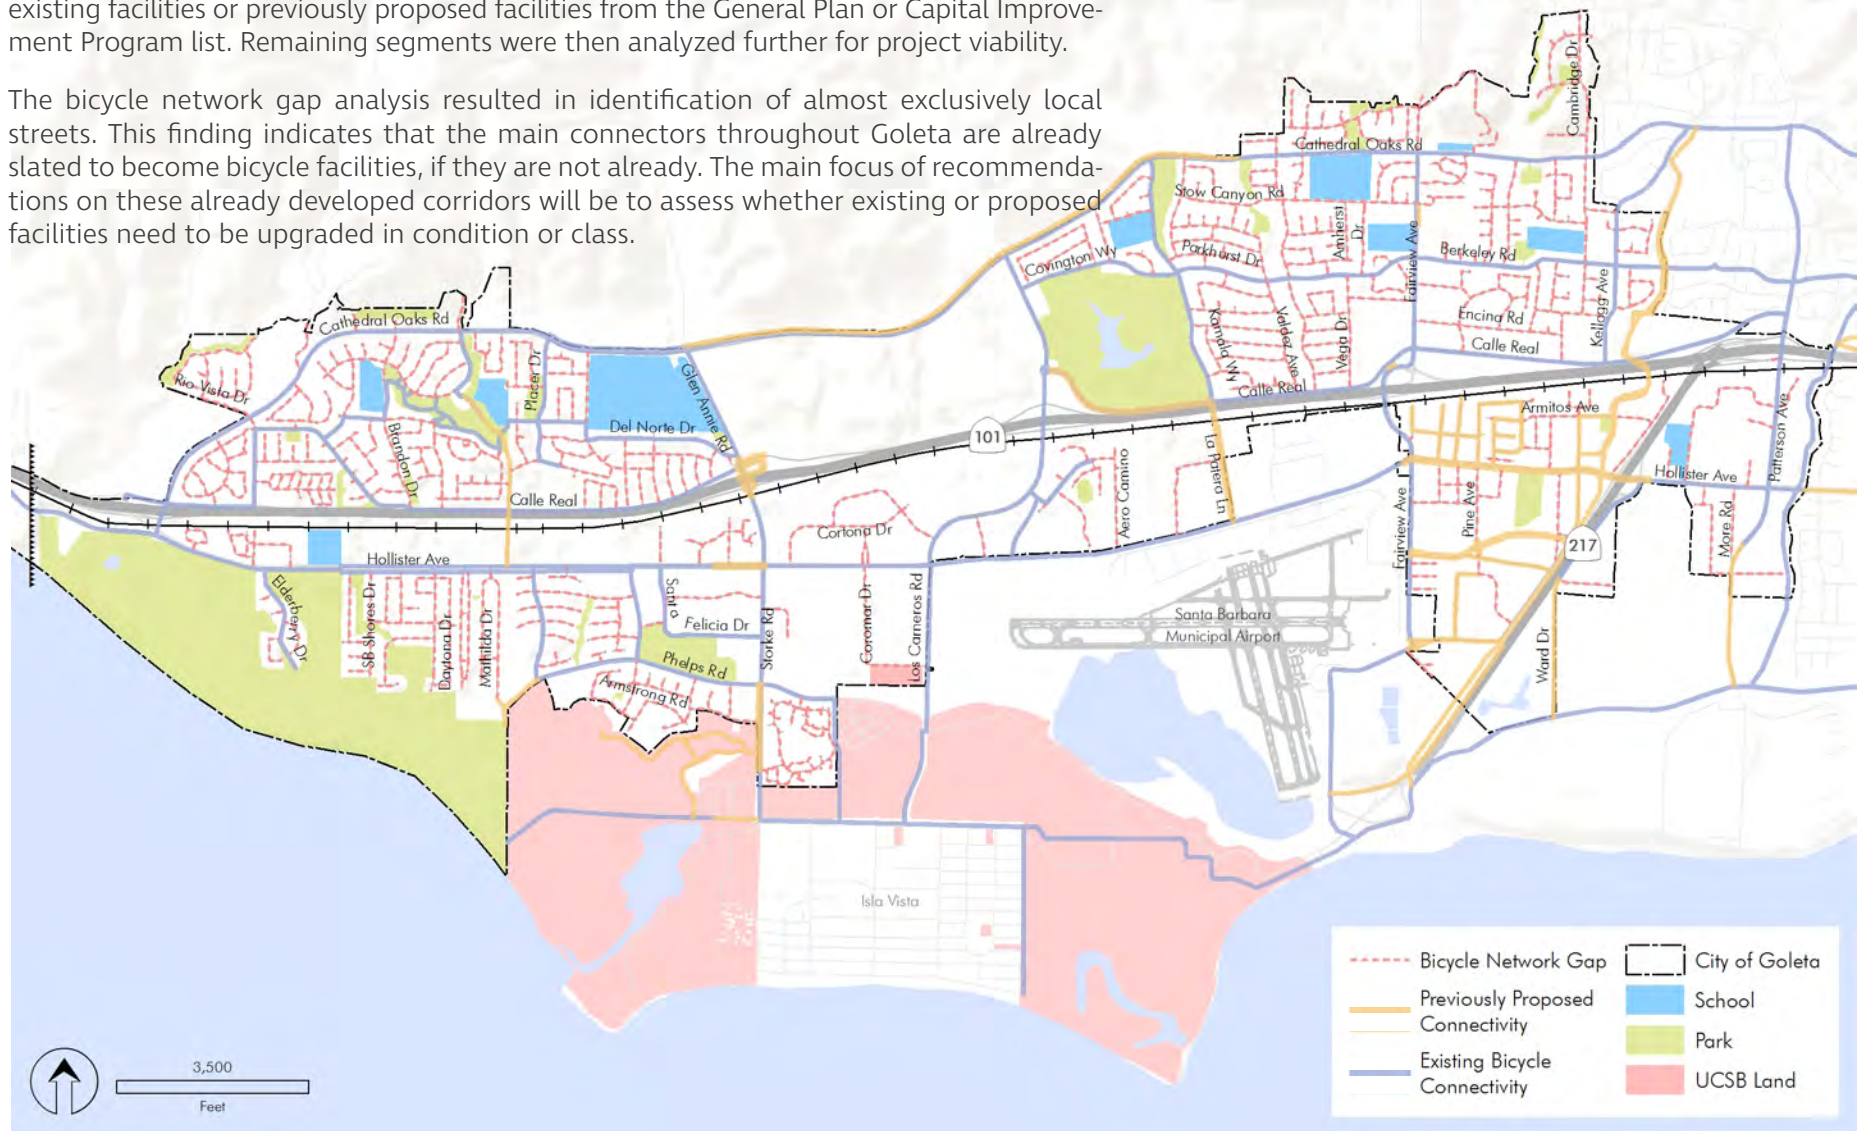 existing facilities or previously proposed facilities from the General Plan or Capital Improve-
ment Program list. Remaining segments were then analyzed further for project viability.
The bicycle network gap analysis resulted in identification of almost exclusively local
streets. This finding indicates that the main connectors throughout Goleta are already
slated to become bicycle facilities, if they are not already. The main focus of recommenda-
tions on these already developed corridors will be to assess whether existing or proposed
facilities need to be upgraded in condition or class.
Cambridge Dr
Cathedral Oaks Rd
Stow Canyon Rd
Amherst
Dr
Fairview Ave
Berkeley Rd
Parkhurst Dr
Covington Wy
Kellogg Ave
Encina Rd
Calle Real
Kamala Wy
Valdez Ave
Vega Dr
Calle Real
Cathedral Oaks Rd
Rio Vista Dr
Placer Dr
Glen Annie Rd
Brandon Dr
Del Norte Dr
Calle Real
101
La Patera Ln
Aero Camino
Armitos Ave
Patterson Ave
Hollister Ave
Fairview Ave
Pine Ave
More Rd
217
Cortona Dr
Hollister Ave
Elderberry Dr
SB Shores Dr
Daytona Dr
Mathilda Dr
Santa
Felicia Dr
Storke Rd
Coromar Dr
Los Carneros Rd
Phelps Rd
Armstrong Rd
Santa Barbara
Municipal Airport
Ward Dr
Isla Vista
Bicycle Network Gap
Previously Proposed
Connectivity
Existing Bicycle
Connectivity
City of Goleta
School
Park
UCSB Land
3,500
Feet